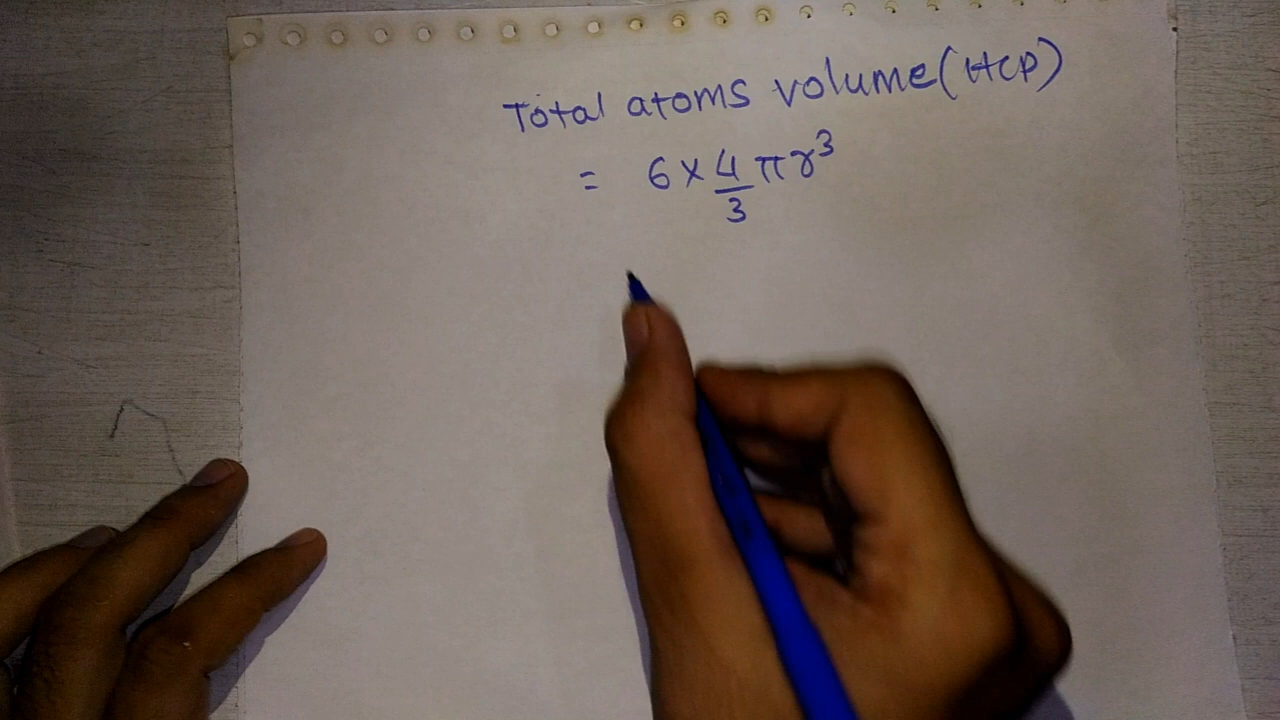 Total atoms volume (HCP)
= 6 × 4/3 πr³